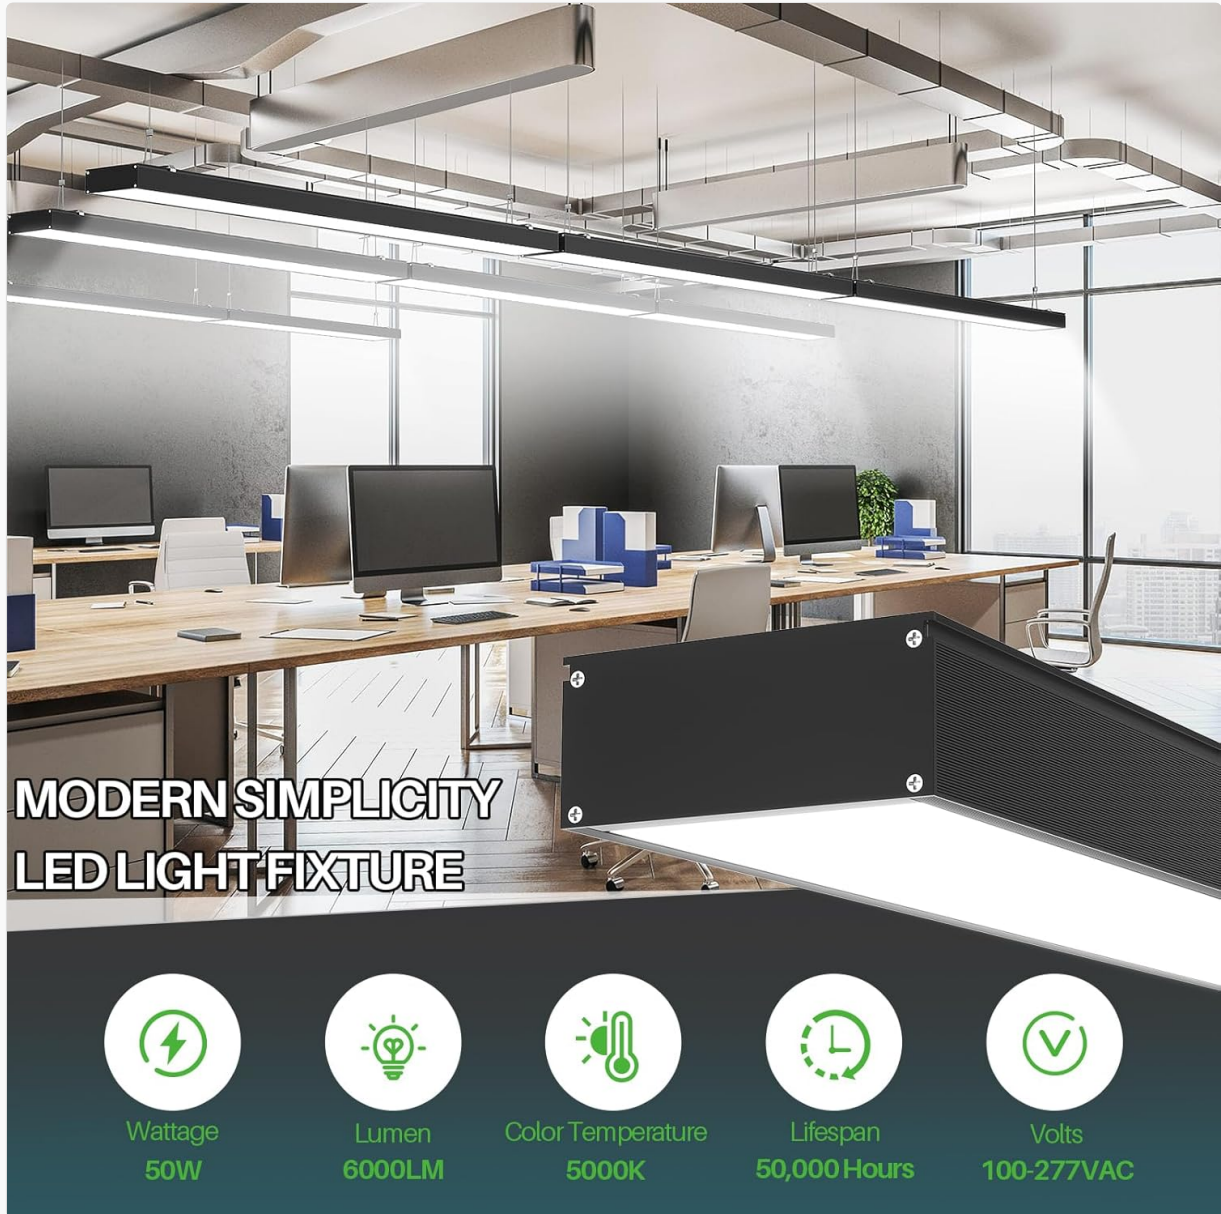 MODERN SIMPLICITY
LED LIGHT FIXTURE
Wattage
50W
Lumen
6000LM
Color Temperature
5000K
Lifespan
50,000 Hours
V
Volts
100-277VAC